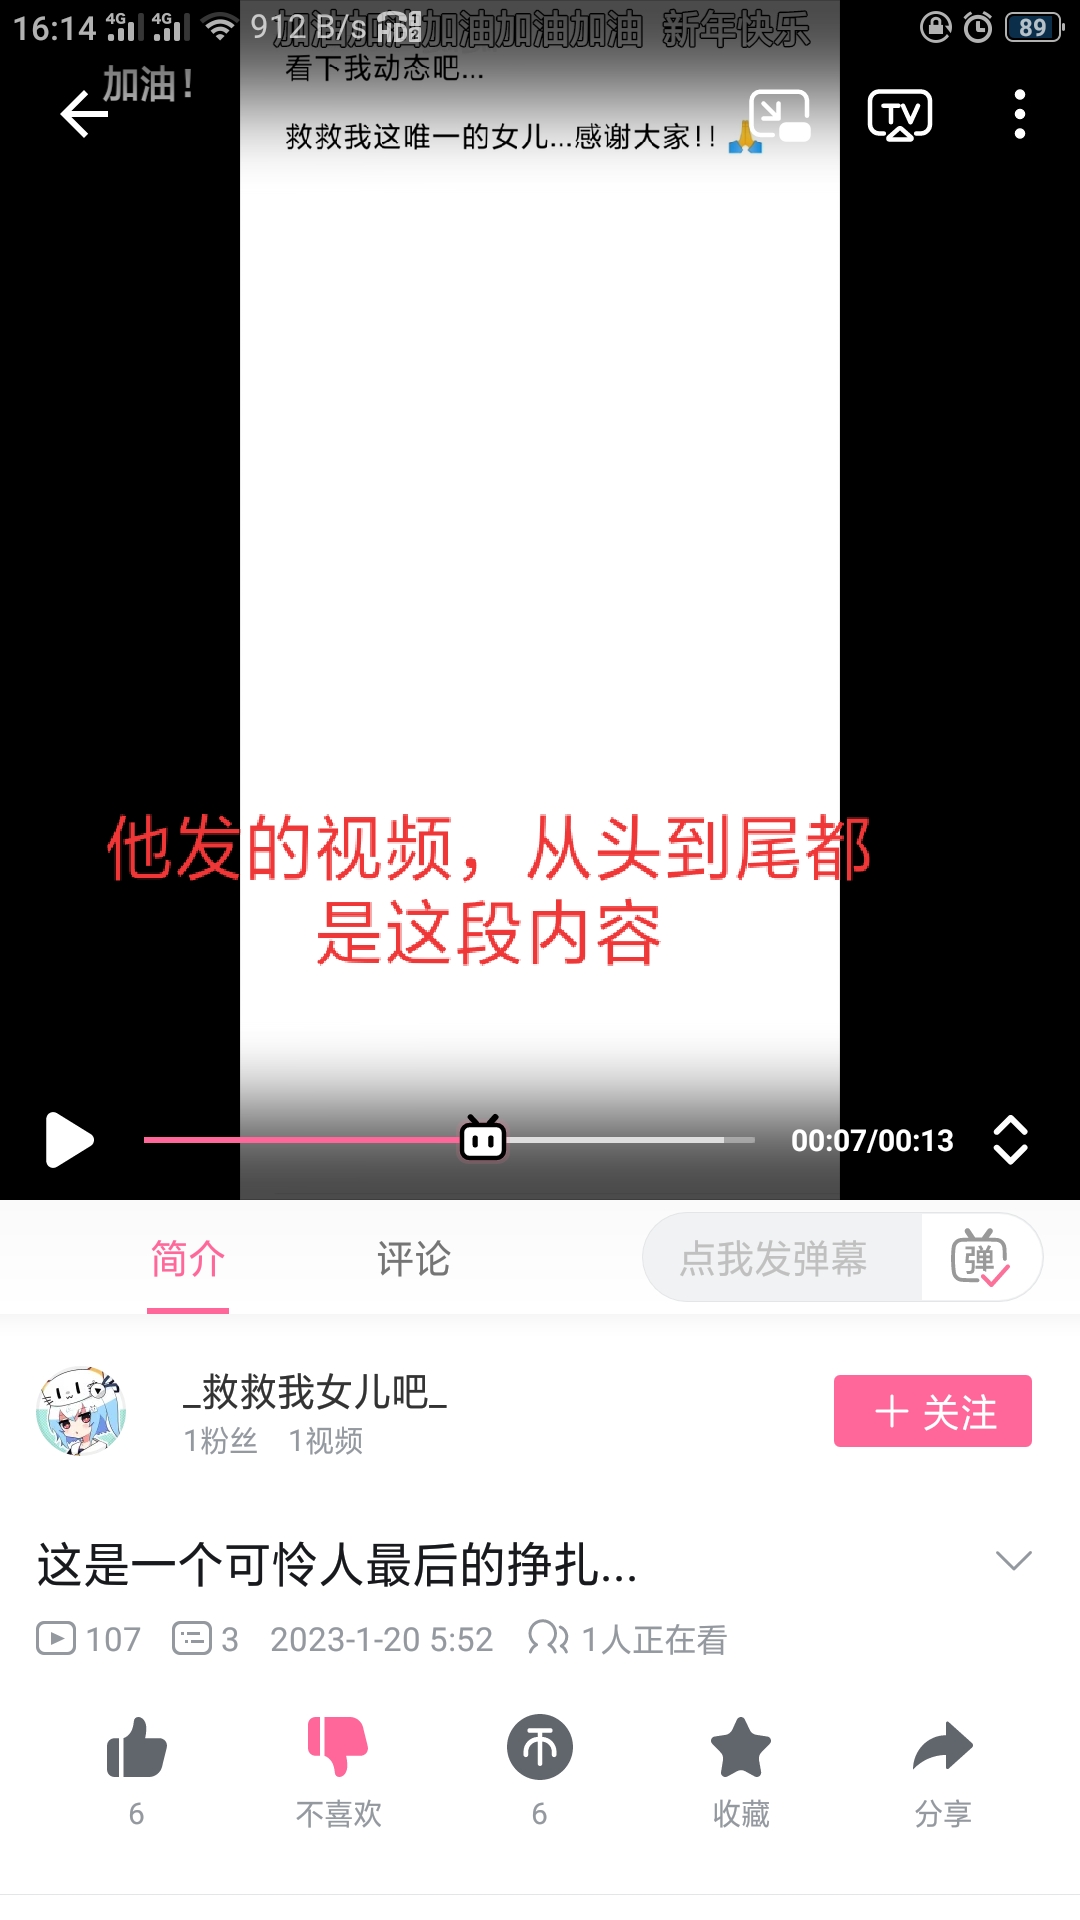 16:14 4G 4G 912 B/s HD 1 2 89
加油加油加油加油加油 新年快乐
加油！
看下我动态吧...
救救我这唯一的女儿...感谢大家!! 🙏
TV
他发的视频，从头到尾都
是这段内容
00:07/00:13
简介 评论 点我发弹幕 弹
_救救我女儿吧_
1粉丝 1视频
＋ 关注
这是一个可怜人最后的挣扎...
107 3 2023-1-20 5:52 1人正在看
6 不喜欢 6 收藏 分享